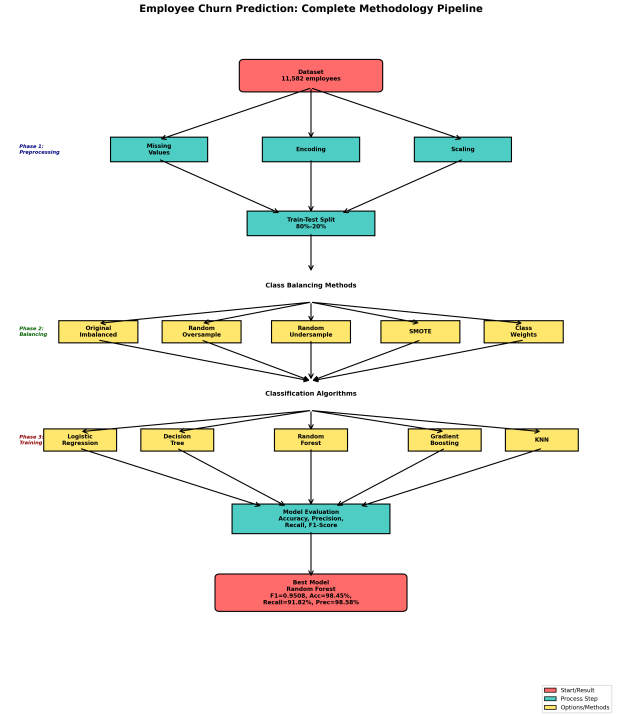 Employee Churn Prediction: Complete Methodology Pipeline
Dataset
11,582 employees
Phase 1:
Preprocessing
Missing
Values
Encoding
Scaling
Train-Test Split
80%-20%
Class Balancing Methods
Phase 2:
Balancing
Original
Imbalanced
Random
Oversample
Random
Undersample
SMOTE
Class
Weights
Classification Algorithms
Phase 3:
Training
Logistic
Regression
Decision
Tree
Random
Forest
Gradient
Boosting
KNN
Model Evaluation
Accuracy, Precision,
Recall, F1-Score
Best Model
Random Forest
F1=0.9508, Acc=98.45%,
Recall=91.82%, Prec=98.58%
Start/Result
Process Step
Options/Methods